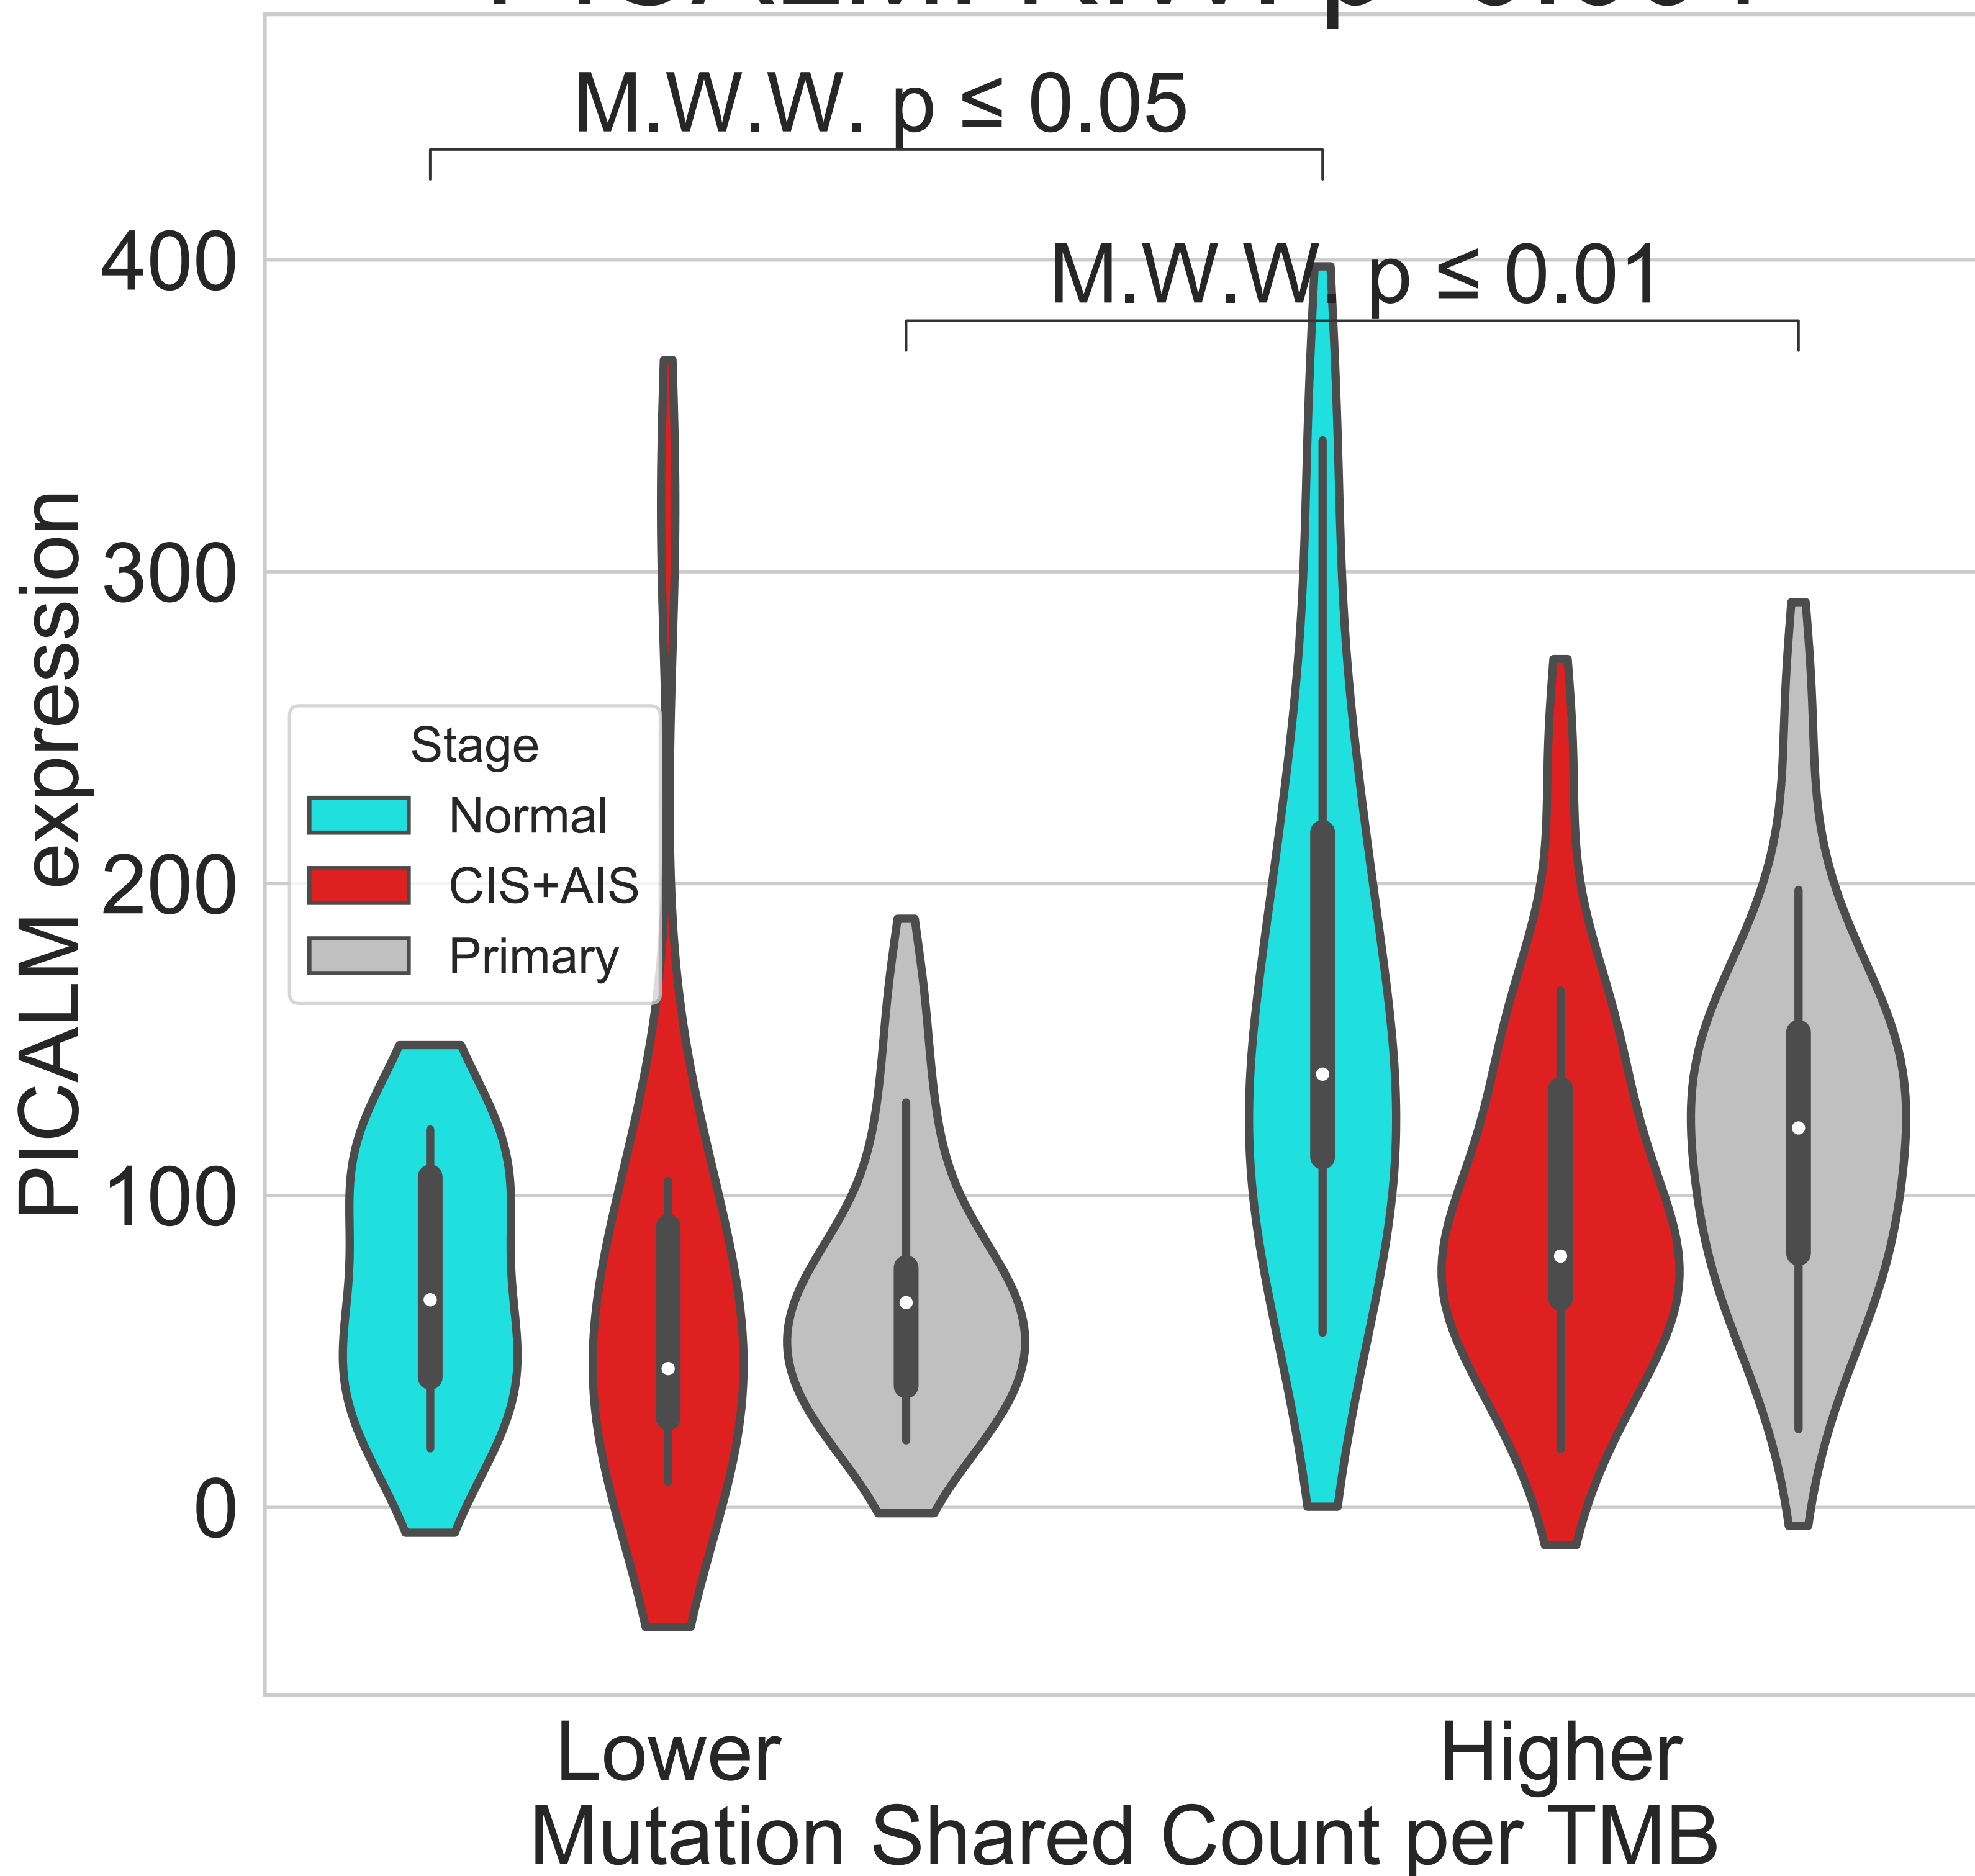 M.W.W. p ≤ 0.05
400
M.W.W. p ≤ 0.01
300
200
100
0
PICALM expression
Stage
Normal
CIS+AIS
Primary
Lower
Higher
Mutation Shared Count per TMB